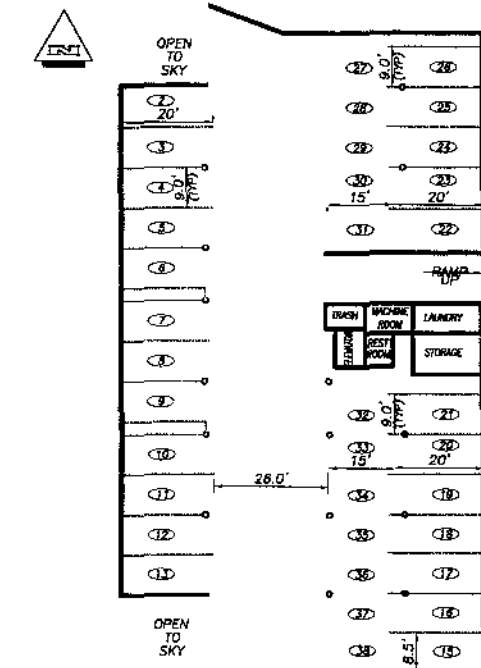 OPEN
TO
SKY
2
20'
3
4
9.0'
(TYP)
5
6
7
8
9
10
11
12
13
OPEN
TO
SKY
28.0'
27
9.0'
(TYP)
26
28
25
29
24
30
23
15'
20'
31
22
RAMP
UP
TRASH
MACHINE
ROOM
LAUNDRY
ELEVATOR
REST
ROOM
STORAGE
32
9.0'
(TYP)
21
33
20
15'
20'
34
19
35
18
36
17
37
16
38
8.5'
15